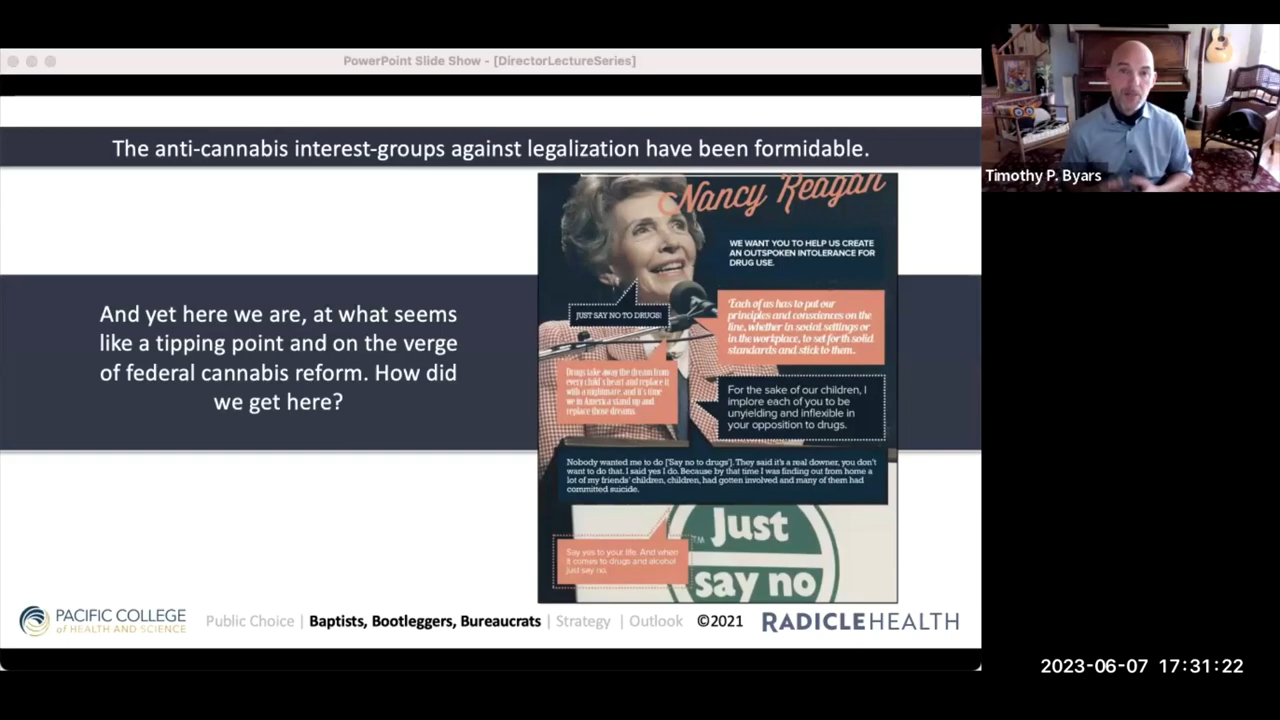 PowerPoint Slide Show - [DirectorLectureSeries]
The anti-cannabis interest-groups against legalization have been formidable.
And yet here we are, at what seems
like a tipping point and on the verge
of federal cannabis reform. How did
we get here?
Nancy Reagan
WE WANT YOU TO HELP US CREATE
AN OUTSPOKEN INTOLERANCE FOR
DRUG USE.
JUST SAY NO TO DRUGS!
Each of us has to put our
principles and consciences on the
line, whether in social settings or
in the workplace, to set forth solid
standards and stick to them.
Drugs take away the dream from
every child's heart and replace it
with a nightmare, and it's time
we in America stand up and
replace those dreams.
For the sake of our children, I
implore each of you to be
unyielding and inflexible in
your opposition to drugs.
Nobody wanted me to do ['Say no to drugs']. They said it's a real downer, you don't
want to do that. I said yes I do. Because by that time I was finding out from home a
lot of my friends' children, children, had gotten involved and many of them had
committed suicide.
Say yes to your life. And when
it comes to drugs and alcohol
just say no.
TM
Just
say no
PACIFIC COLLEGE
of HEALTH AND SCIENCE
Public Choice | Baptists, Bootleggers, Bureaucrats | Strategy | Outlook ©2021
RADICLEHEALTH
Timothy P. Byars
2023-06-07 17:31:22